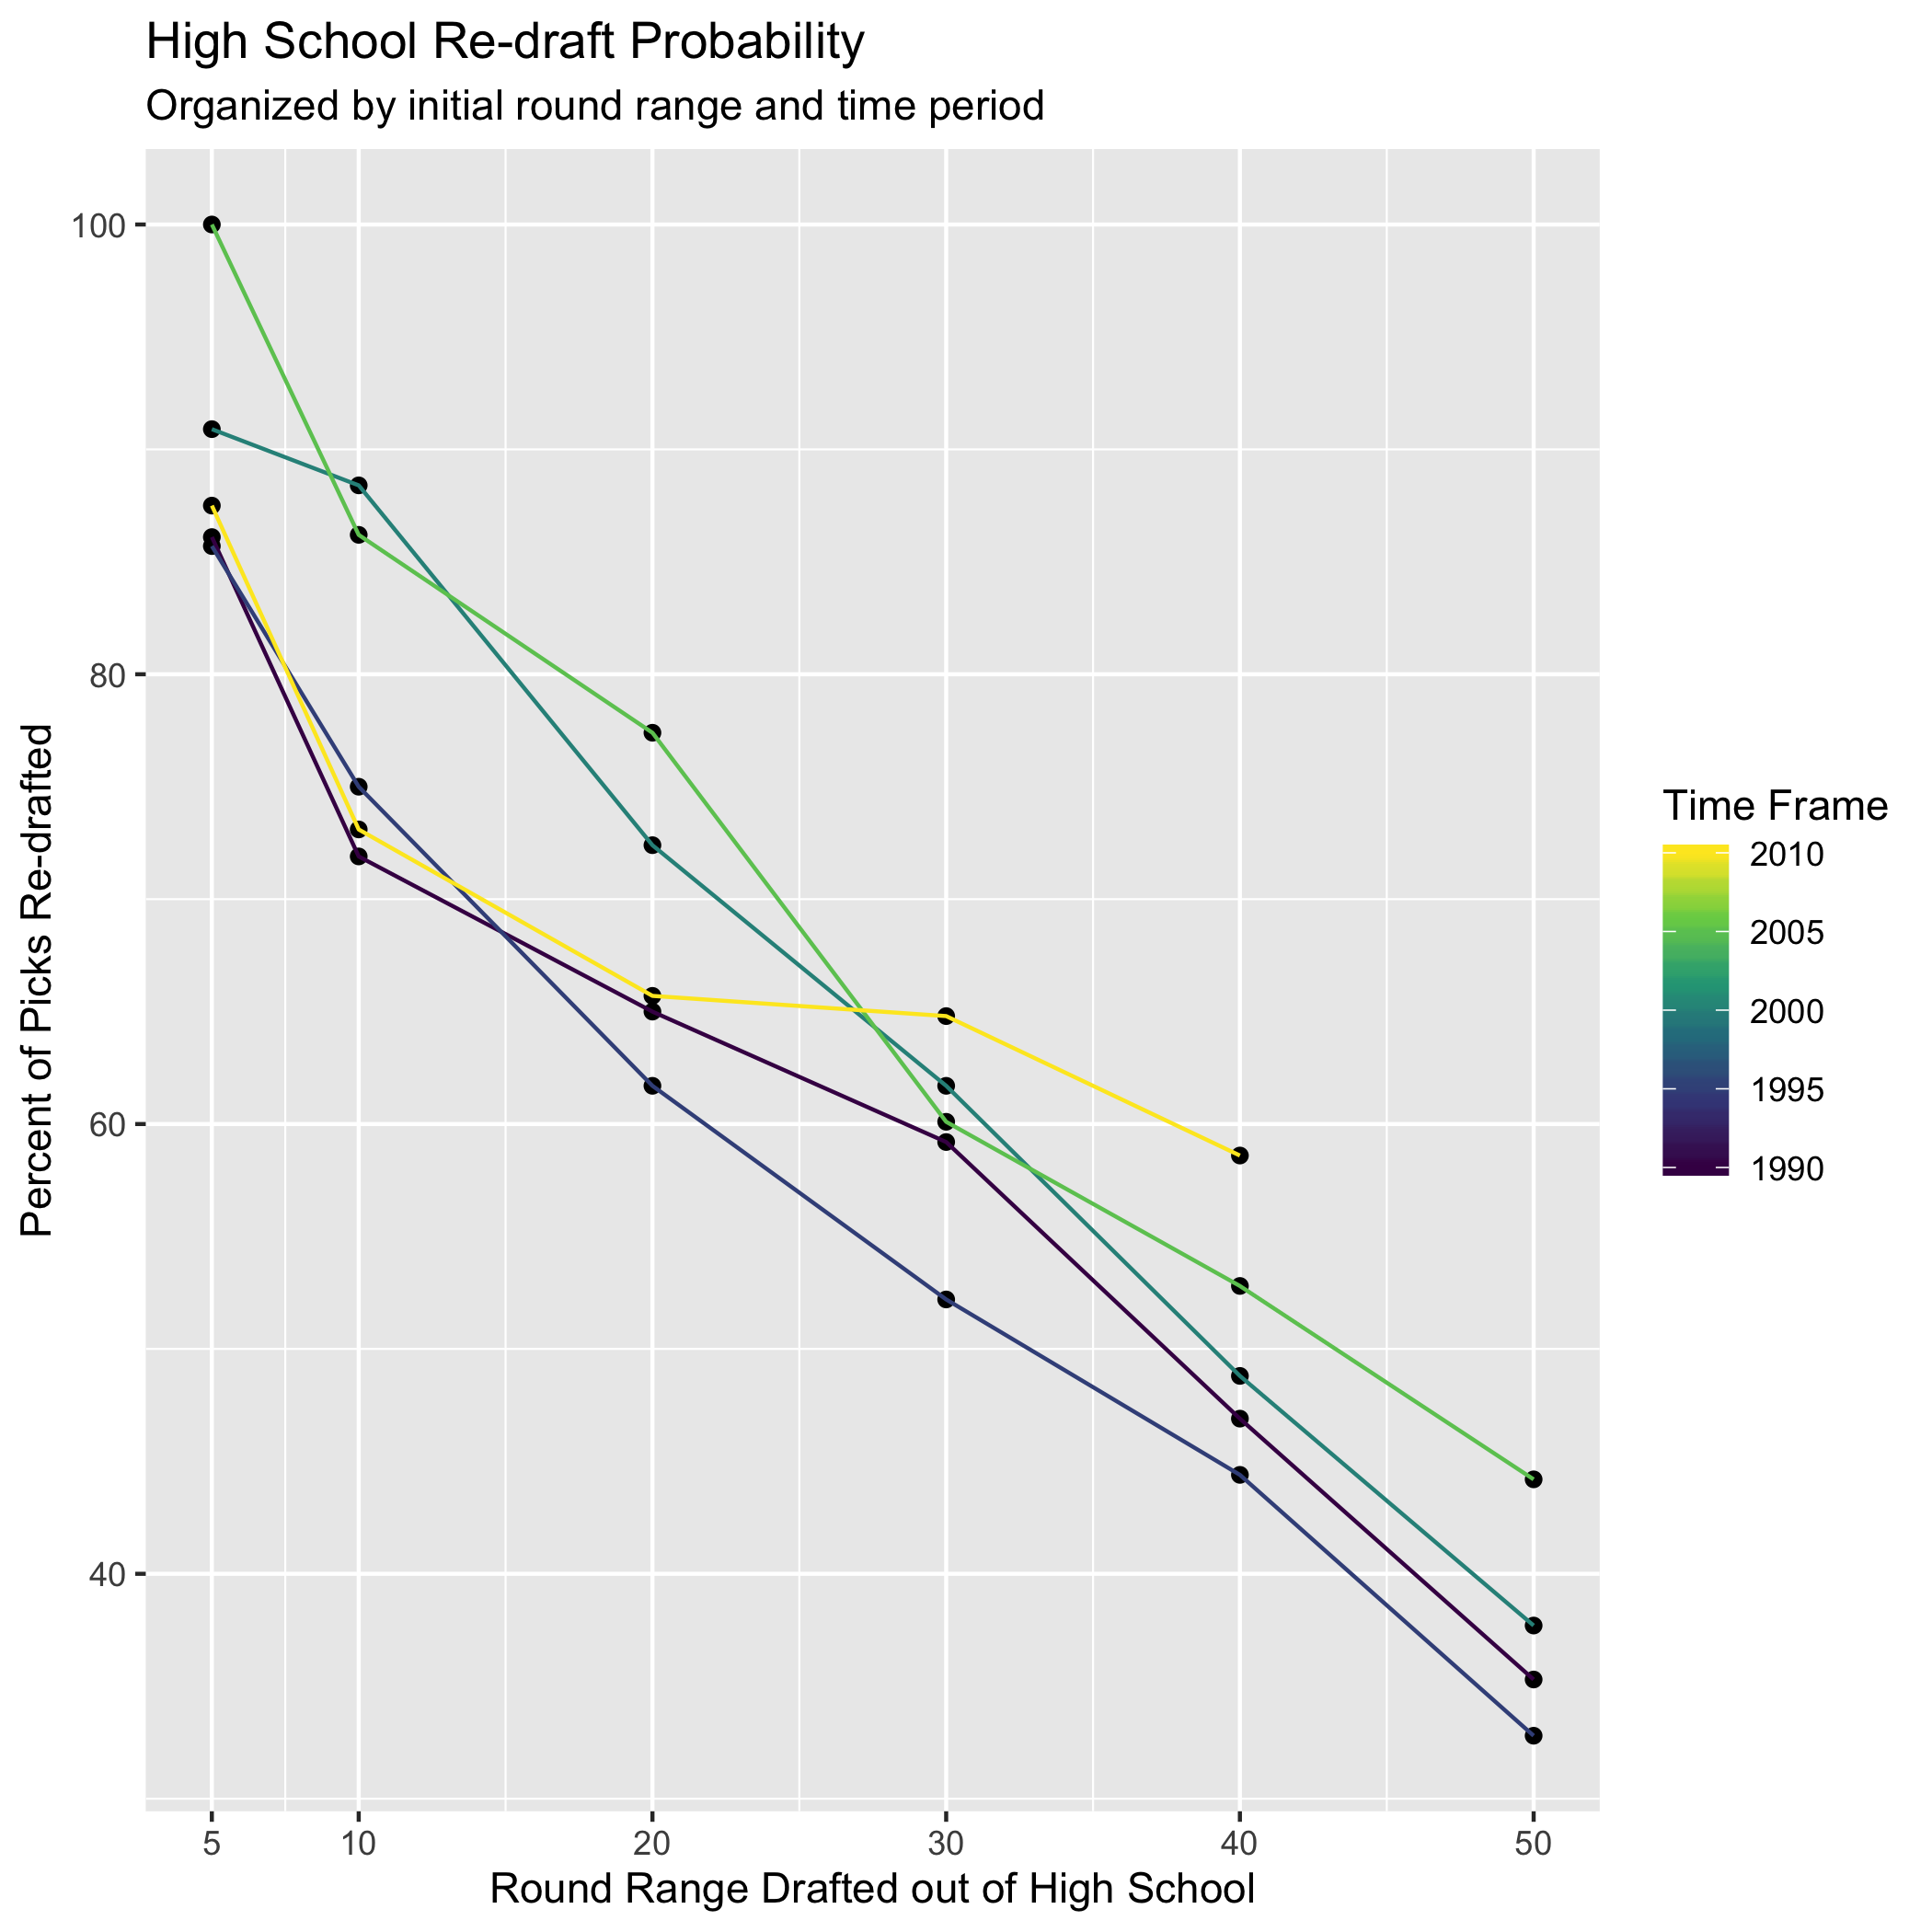 High School Re-draft Probability
Organized by initial round range and time period
Percent of Picks Re-drafted
100
80
60
40
5 10 20 30 40 50
Round Range Drafted out of High School
Time Frame
2010
2005
2000
1995
1990